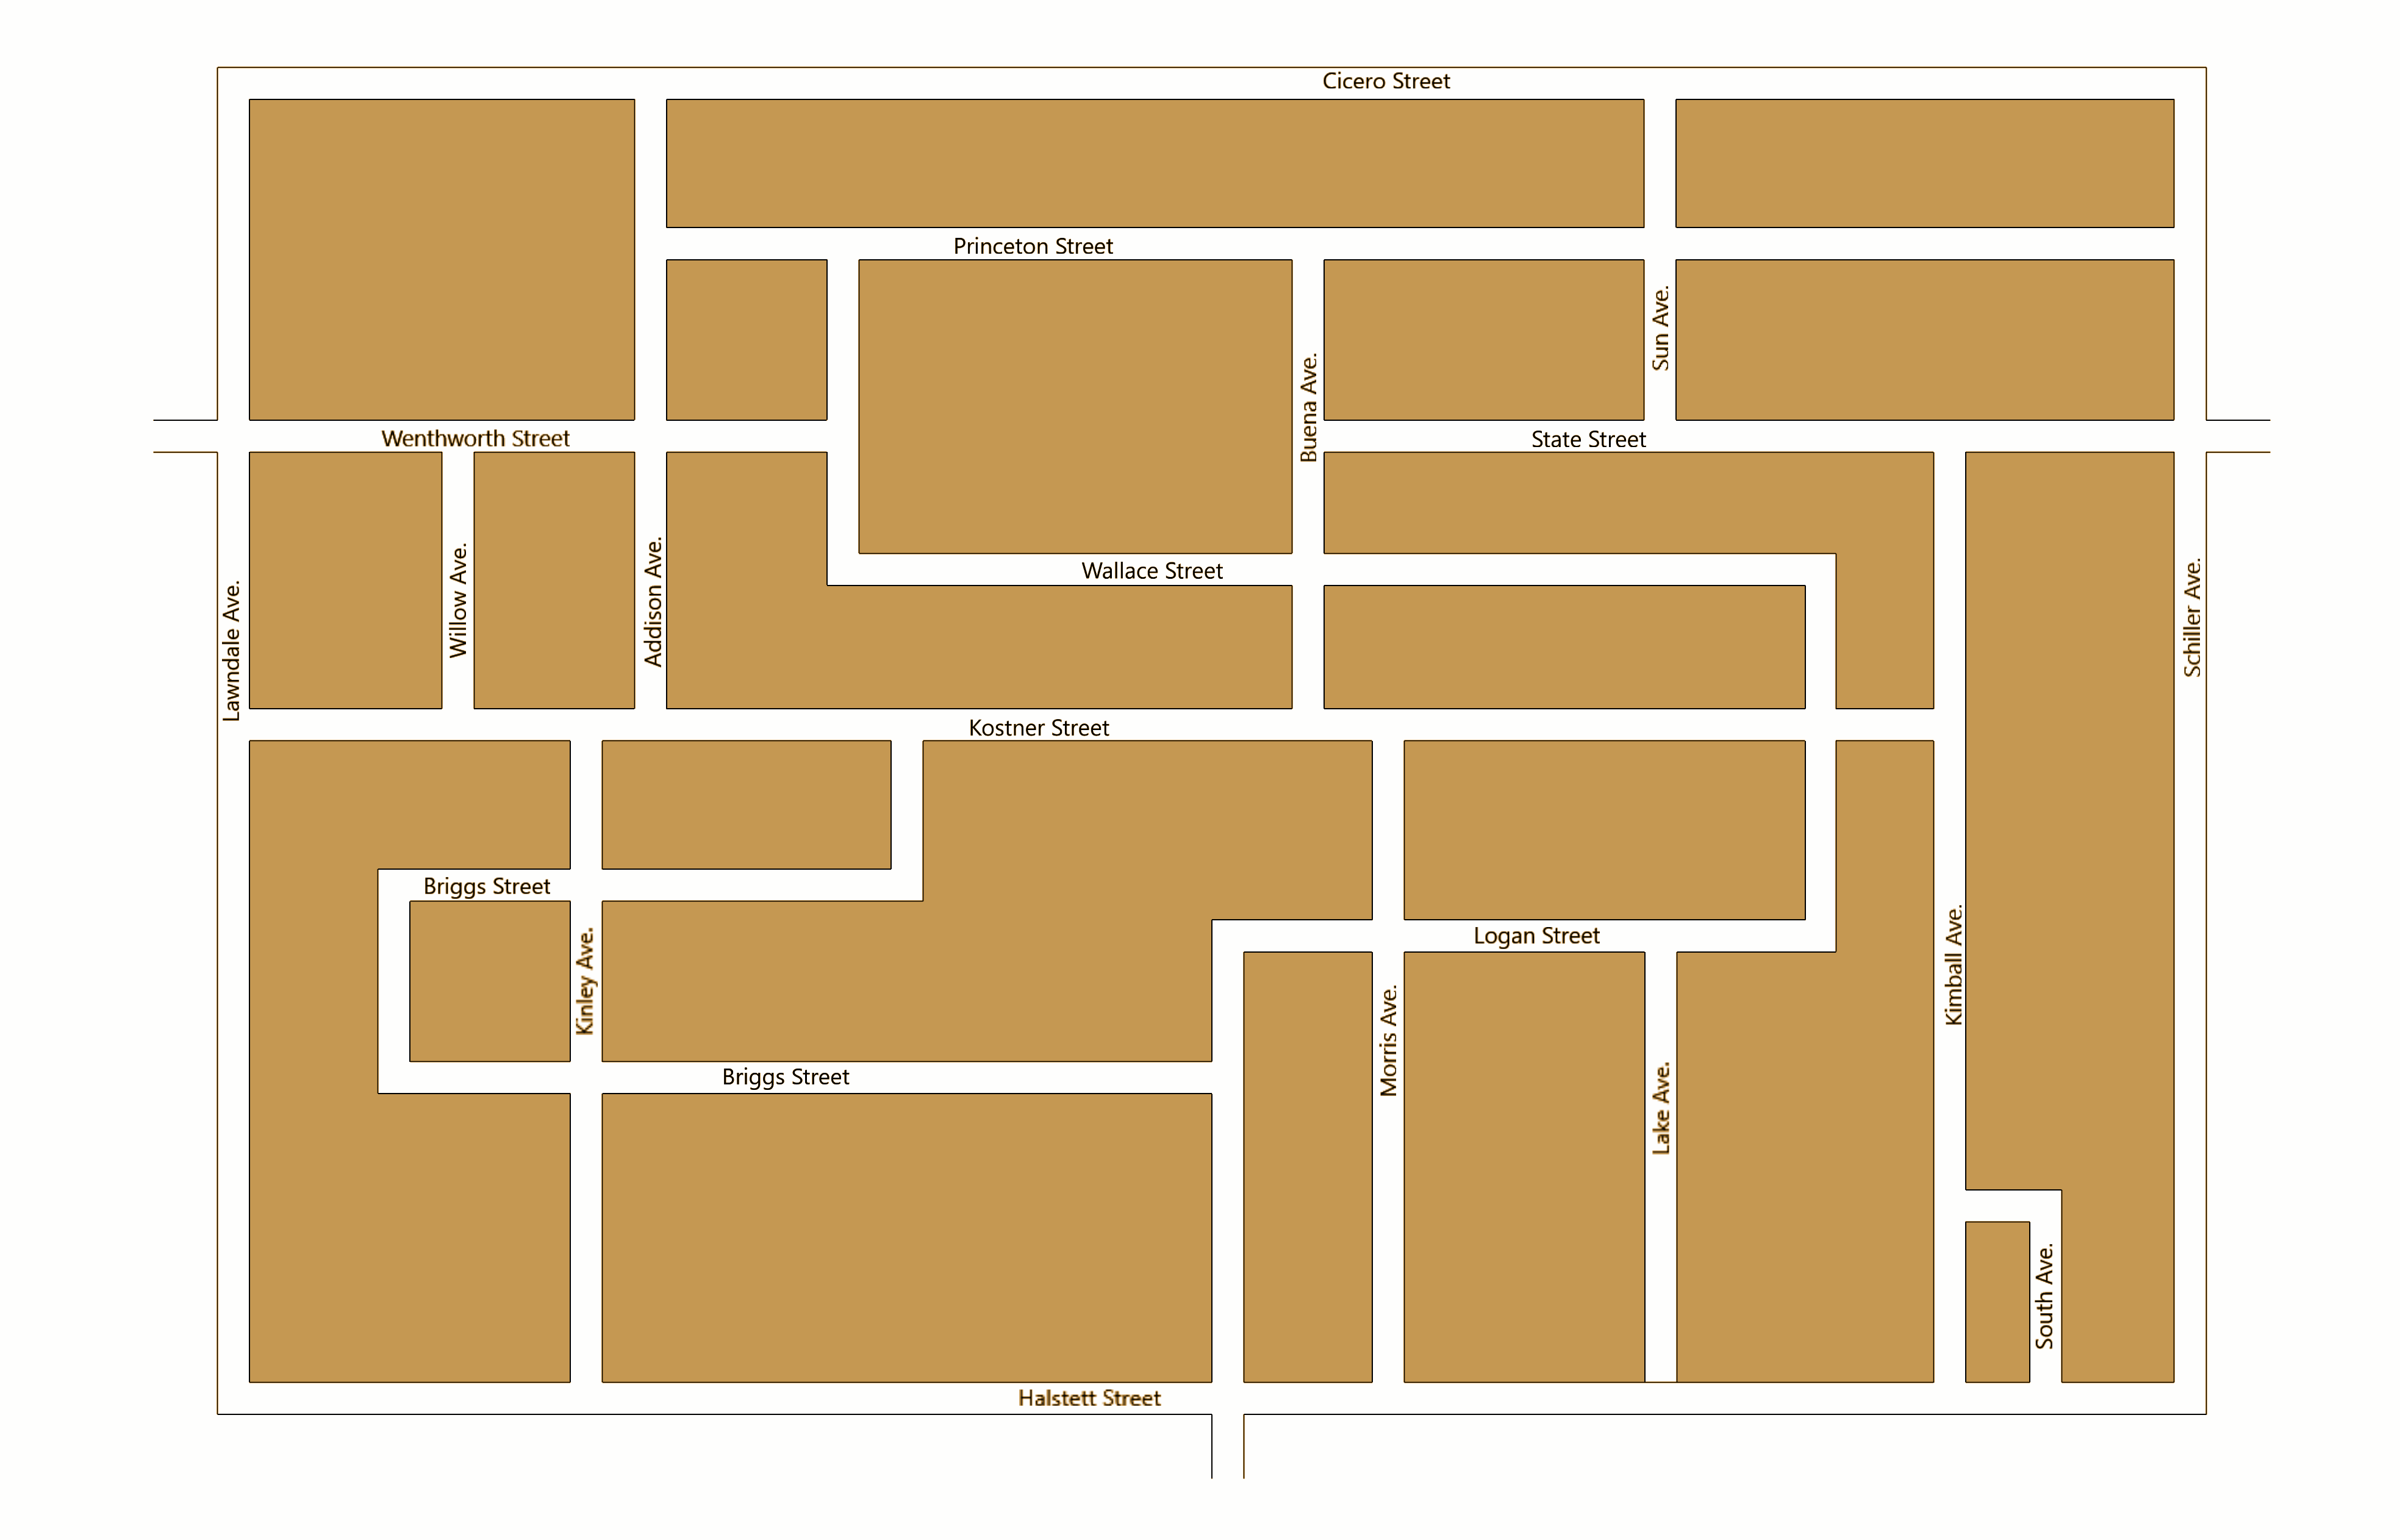 Cicero Street
Princeton Street
Sun Ave.
Buena Ave.
Wenthworth Street
State Street
Wallace Street
Lawndale Ave.
Willow Ave.
Addison Ave.
Schiller Ave.
Kostner Street
Briggs Street
Kinley Ave.
Logan Street
Kimball Ave.
Morris Ave.
Briggs Street
Lake Ave.
South Ave.
Halstett Street